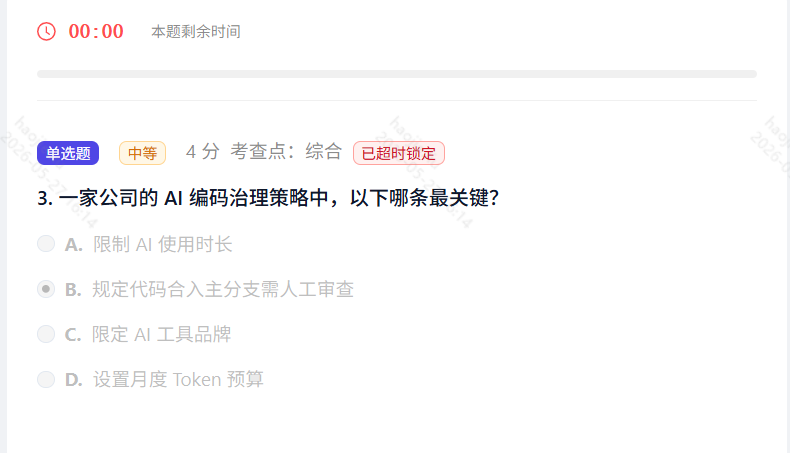 00:00 本题剩余时间
单选题 中等 4 分 考查点：综合 已超时锁定
3. 一家公司的 AI 编码治理策略中，以下哪条最关键？
A. 限制 AI 使用时长
B. 规定代码合入主分支需人工审查
C. 限定 AI 工具品牌
D. 设置月度 Token 预算